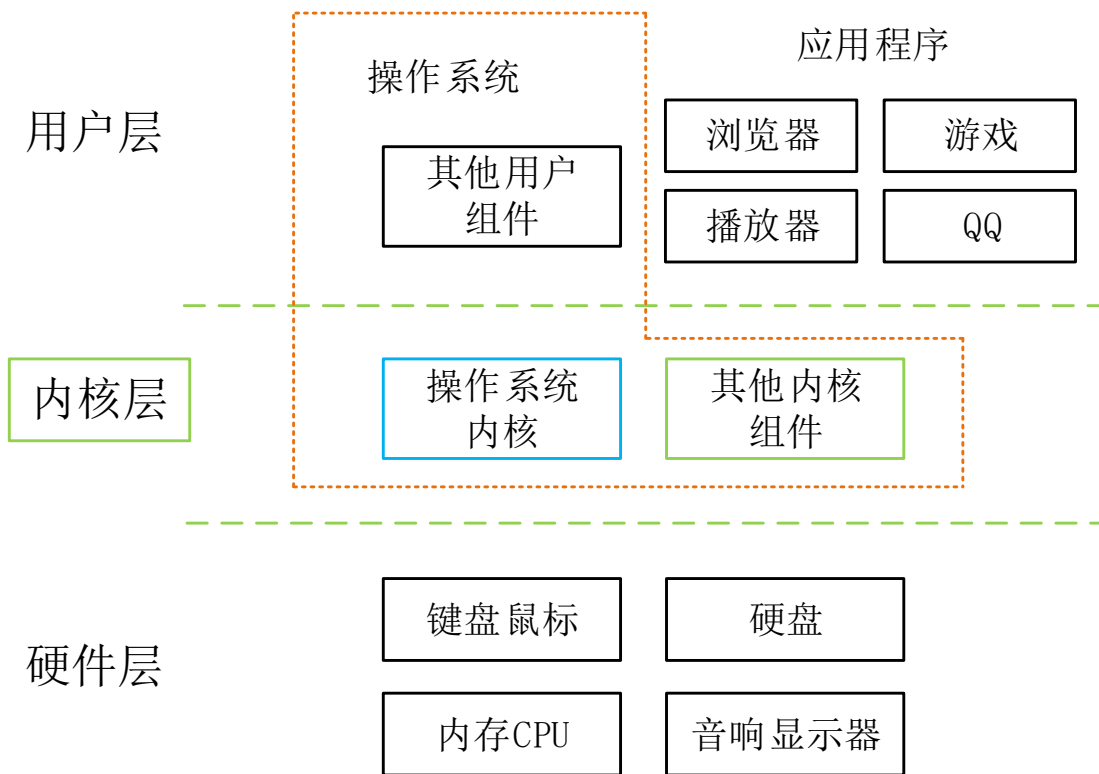 操作系统
应用程序
用户层
其他用户
组件
浏览器
游戏
播放器
QQ
内核层
操作系统
内核
其他内核
组件
硬件层
键盘鼠标
硬盘
内存CPU
音响显示器